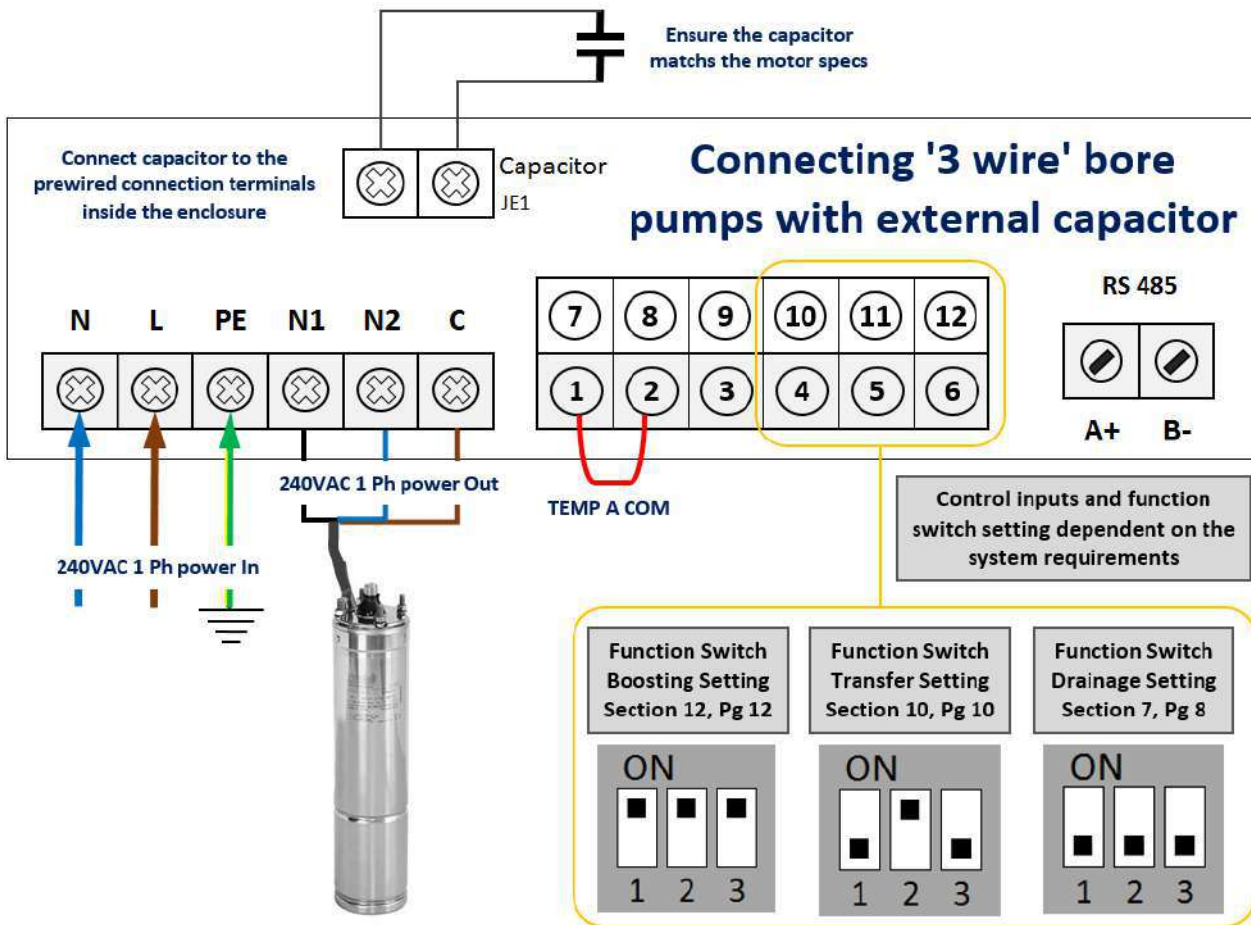 Ensure the capacitor
matchs the motor specs
Connect capacitor to the
prewired connection terminals
inside the enclosure
Capacitor
JE1
Connecting '3 wire' bore
pumps with external capacitor
N L PE N1 N2 C
7 8 9 10 11 12
1 2 3 4 5 6
RS 485
A+ B-
240VAC 1 Ph power Out
TEMP A COM
240VAC 1 Ph power In
Control inputs and function
switch setting dependent on the
system requirements
Function Switch
Boosting Setting
Section 12, Pg 12
Function Switch
Transfer Setting
Section 10, Pg 10
Function Switch
Drainage Setting
Section 7, Pg 8
ON
1 2 3
ON
1 2 3
ON
1 2 3